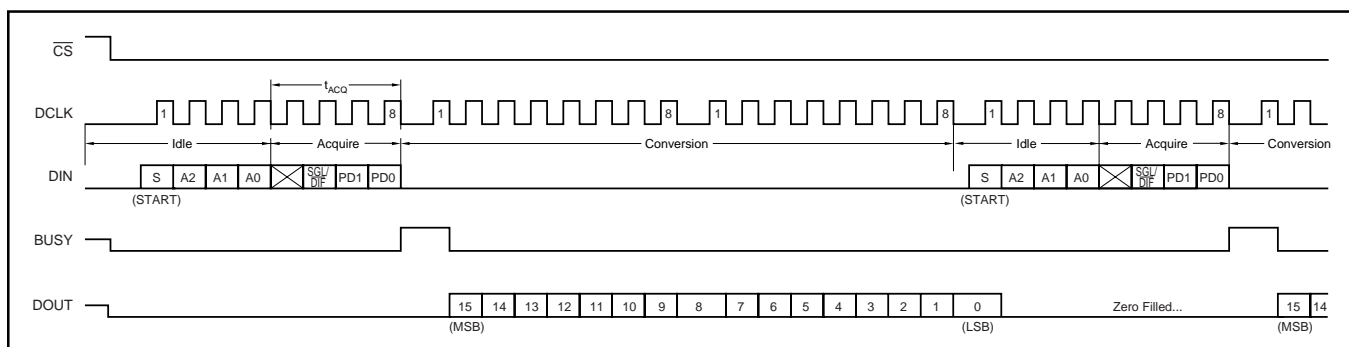 CS
tACQ
DCLK 1 8 1 8 1 8 1 8 1
Idle Acquire Conversion Idle Acquire Conversion
DIN S A2 A1 A0 SGL/DIF PD1 PD0 S A2 A1 A0 SGL/DIF PD1 PD0
(START) (START)
BUSY
DOUT 15 14 13 12 11 10 9 8 7 6 5 4 3 2 1 0 Zero Filled... 15 14
(MSB) (LSB) (MSB)